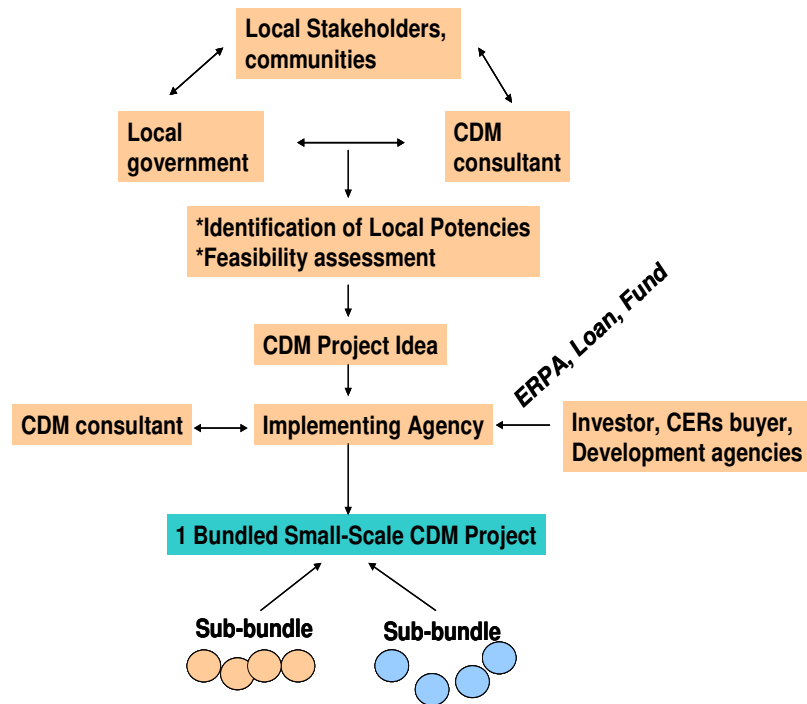 Local Stakeholders,
communities
Local
government
CDM
consultant
*Identification of Local Potencies
*Feasibility assessment
CDM Project Idea
ERPA, Loan, Fund
CDM consultant
Implementing Agency
Investor, CERs buyer,
Development agencies
1 Bundled Small-Scale CDM Project
Sub-bundle
Sub-bundle